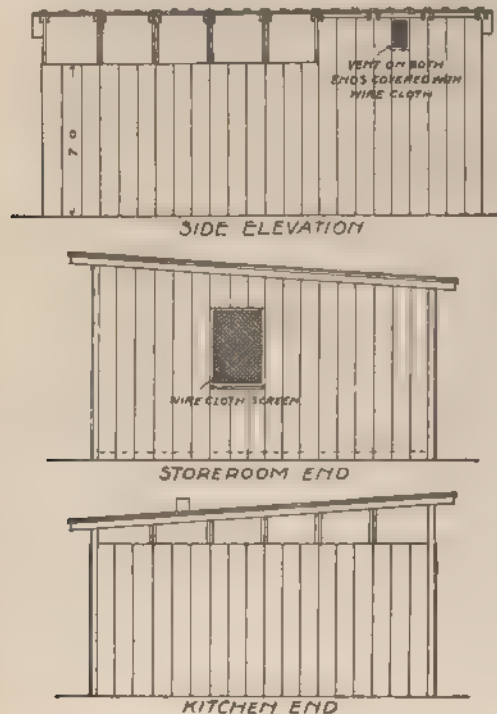 VENT ON BOTH
ENDS COVERED WITH
WIRE CLOTH
7 0
SIDE ELEVATION
WIRE CLOTH SCREEN
STOREROOM END
KITCHEN END